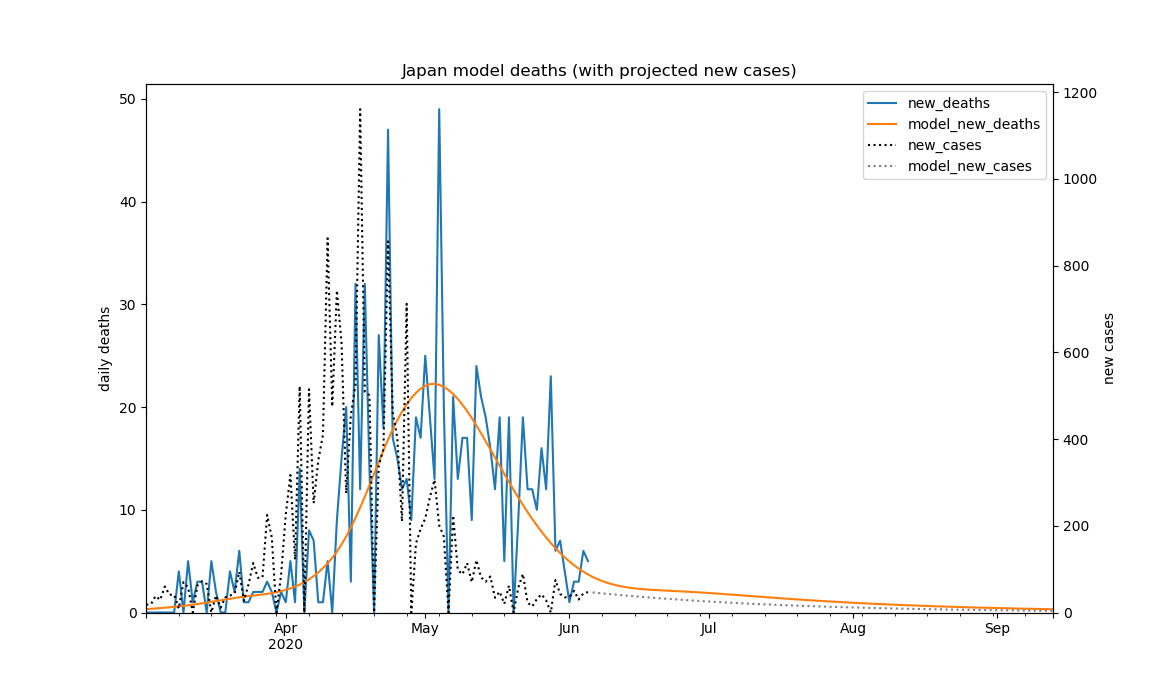 Japan model deaths (with projected new cases)
new_deaths
model_new_deaths
new_cases
model_new_cases
daily deaths
50
40
30
20
10
0
new cases
1200
1000
800
600
400
200
0
Apr
2020
May
Jun
Jul
Aug
Sep